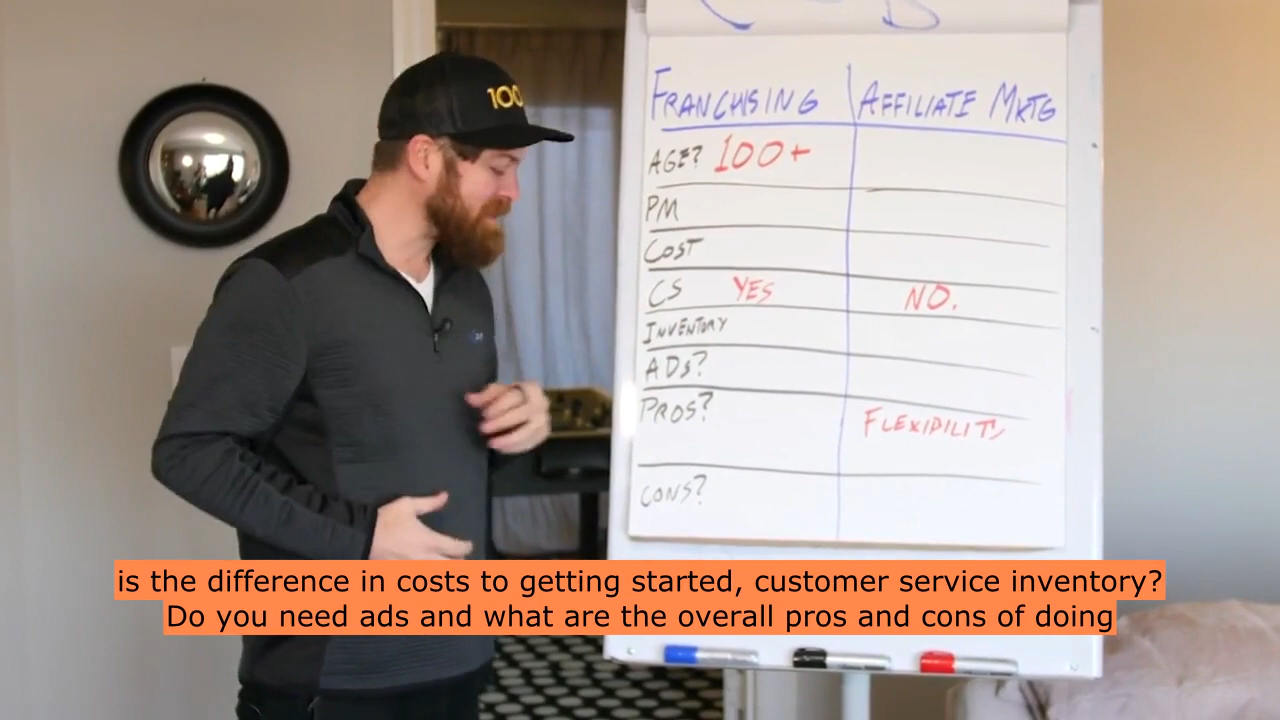 100
FRANCHISING AFFILIATE MKTG
AGE? 100+
PM
COST
CS YES NO.
INVENTORY
ADS?
PROS? FLEXIBILITY
CONS?
is the difference in costs to getting started, customer service inventory?
Do you need ads and what are the overall pros and cons of doing